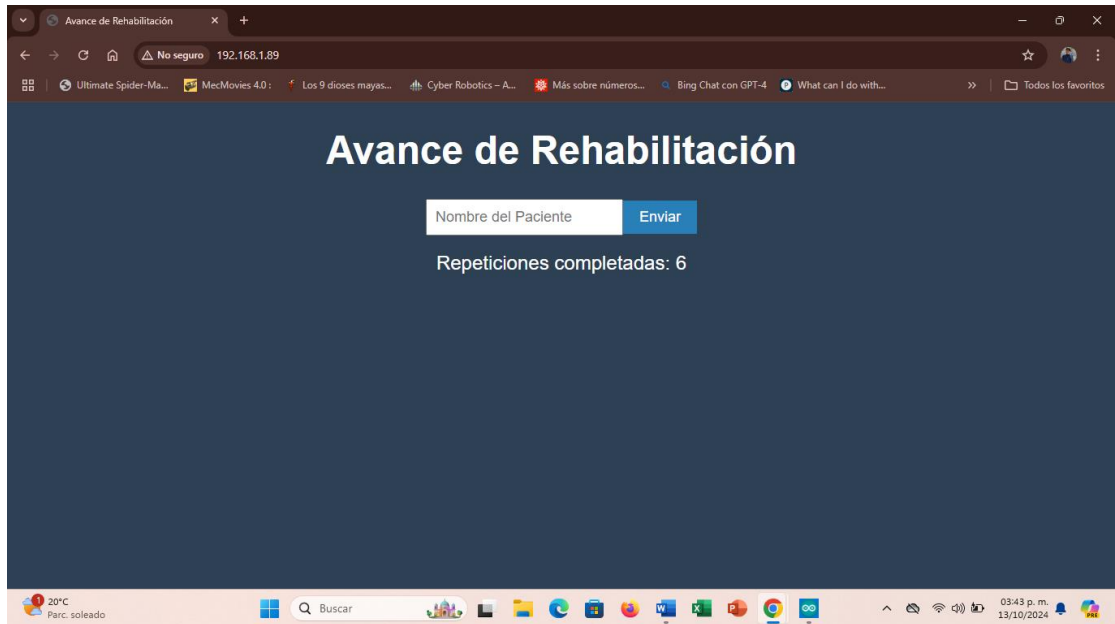 Avance de Rehabilitación
No seguro 192.168.1.89
Ultimate Spider-Ma... MecMovies 4.0 : Los 9 dioses mayas... Cyber Robotics – A... Más sobre números... Bing Chat con GPT-4 What can I do with... Todos los favoritos
Avance de Rehabilitación
Nombre del Paciente Enviar
Repeticiones completadas: 6
1 20°C
Parc. soleado
Buscar
03:43 p. m.
13/10/2024
PRE